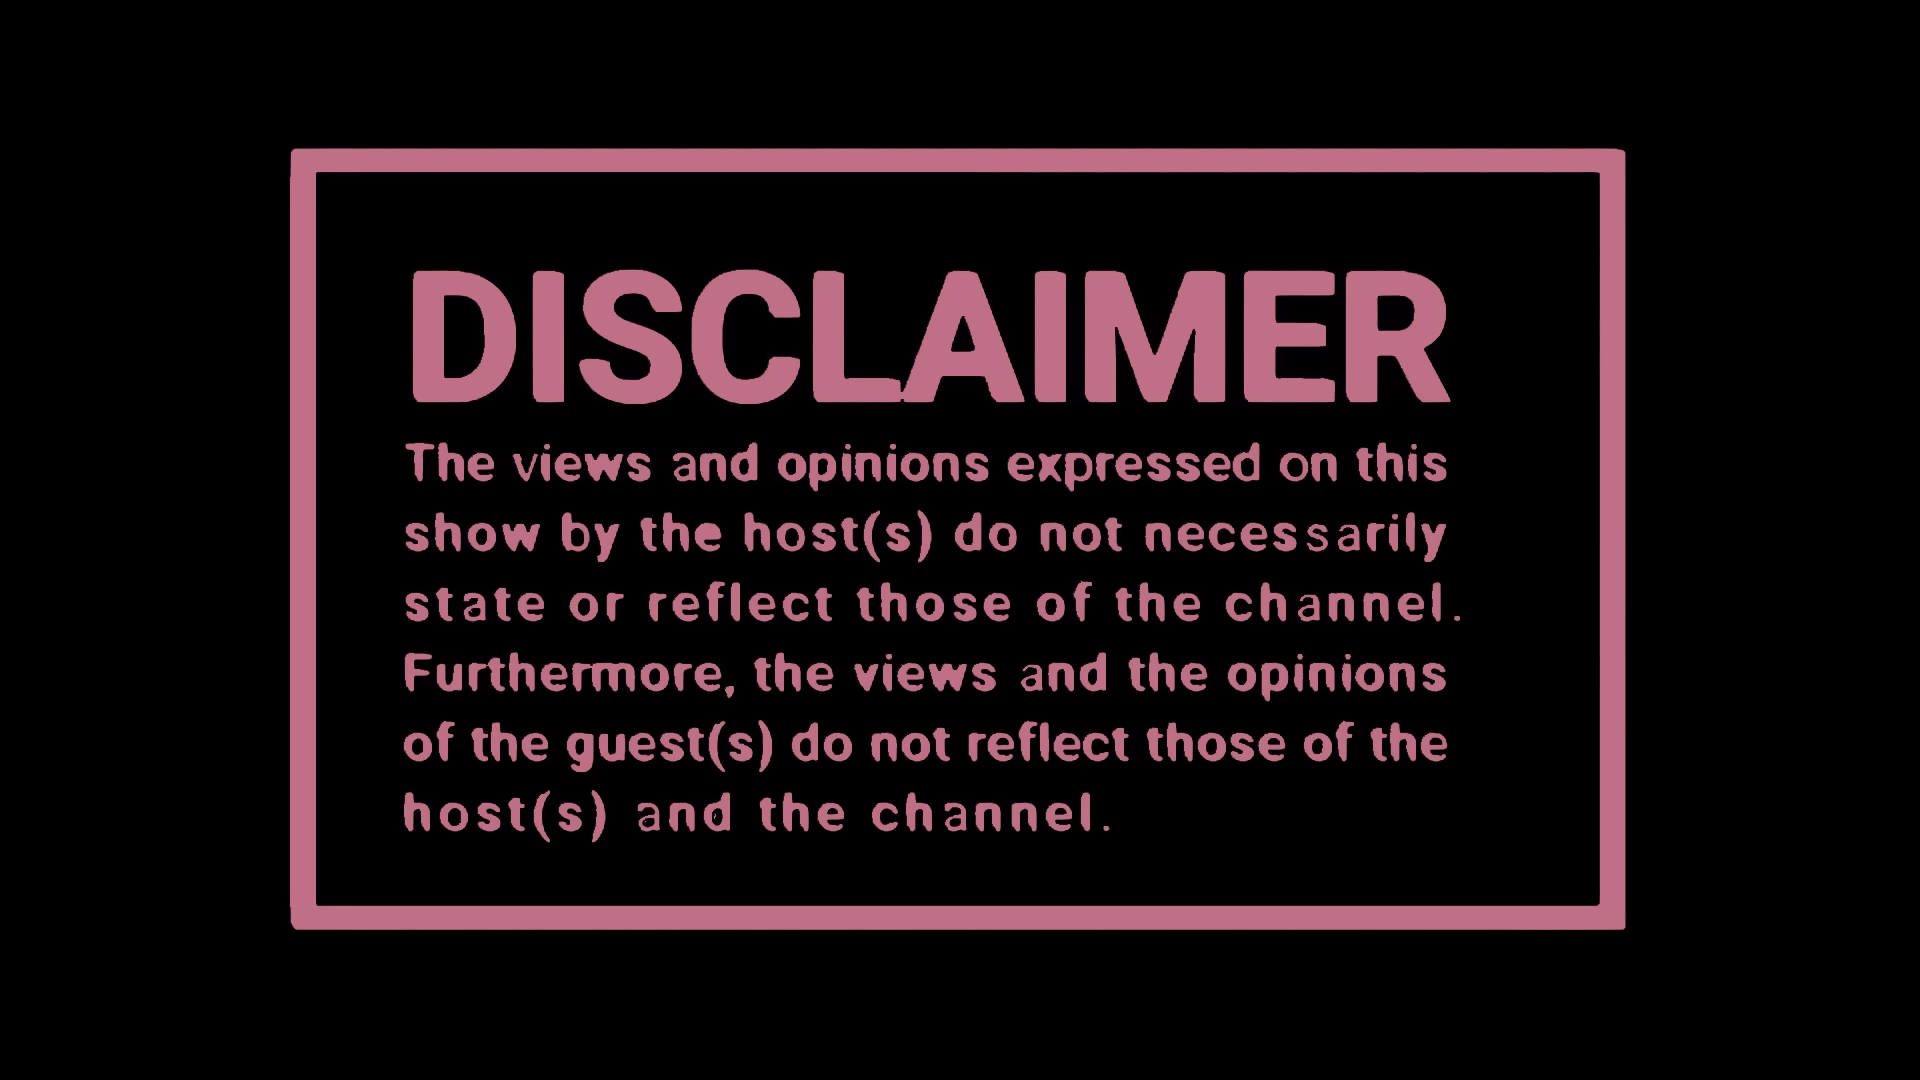 DISCLAIMER
The views and opinions expressed on this
show by the host(s) do not necessarily
state or reflect those of the channel.
Furthermore, the views and the opinions
of the guest(s) do not reflect those of the
host(s) and the channel.